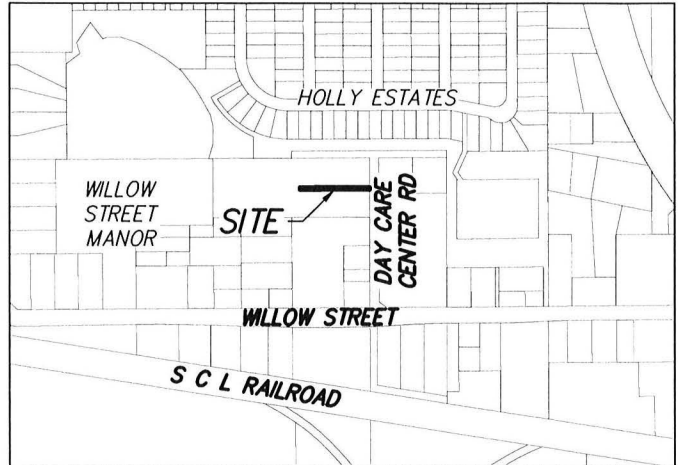 HOLLY ESTATES
WILLOW
STREET
MANOR
SITE
DAY CARE
CENTER RD
WILLOW STREET
S C L RAILROAD